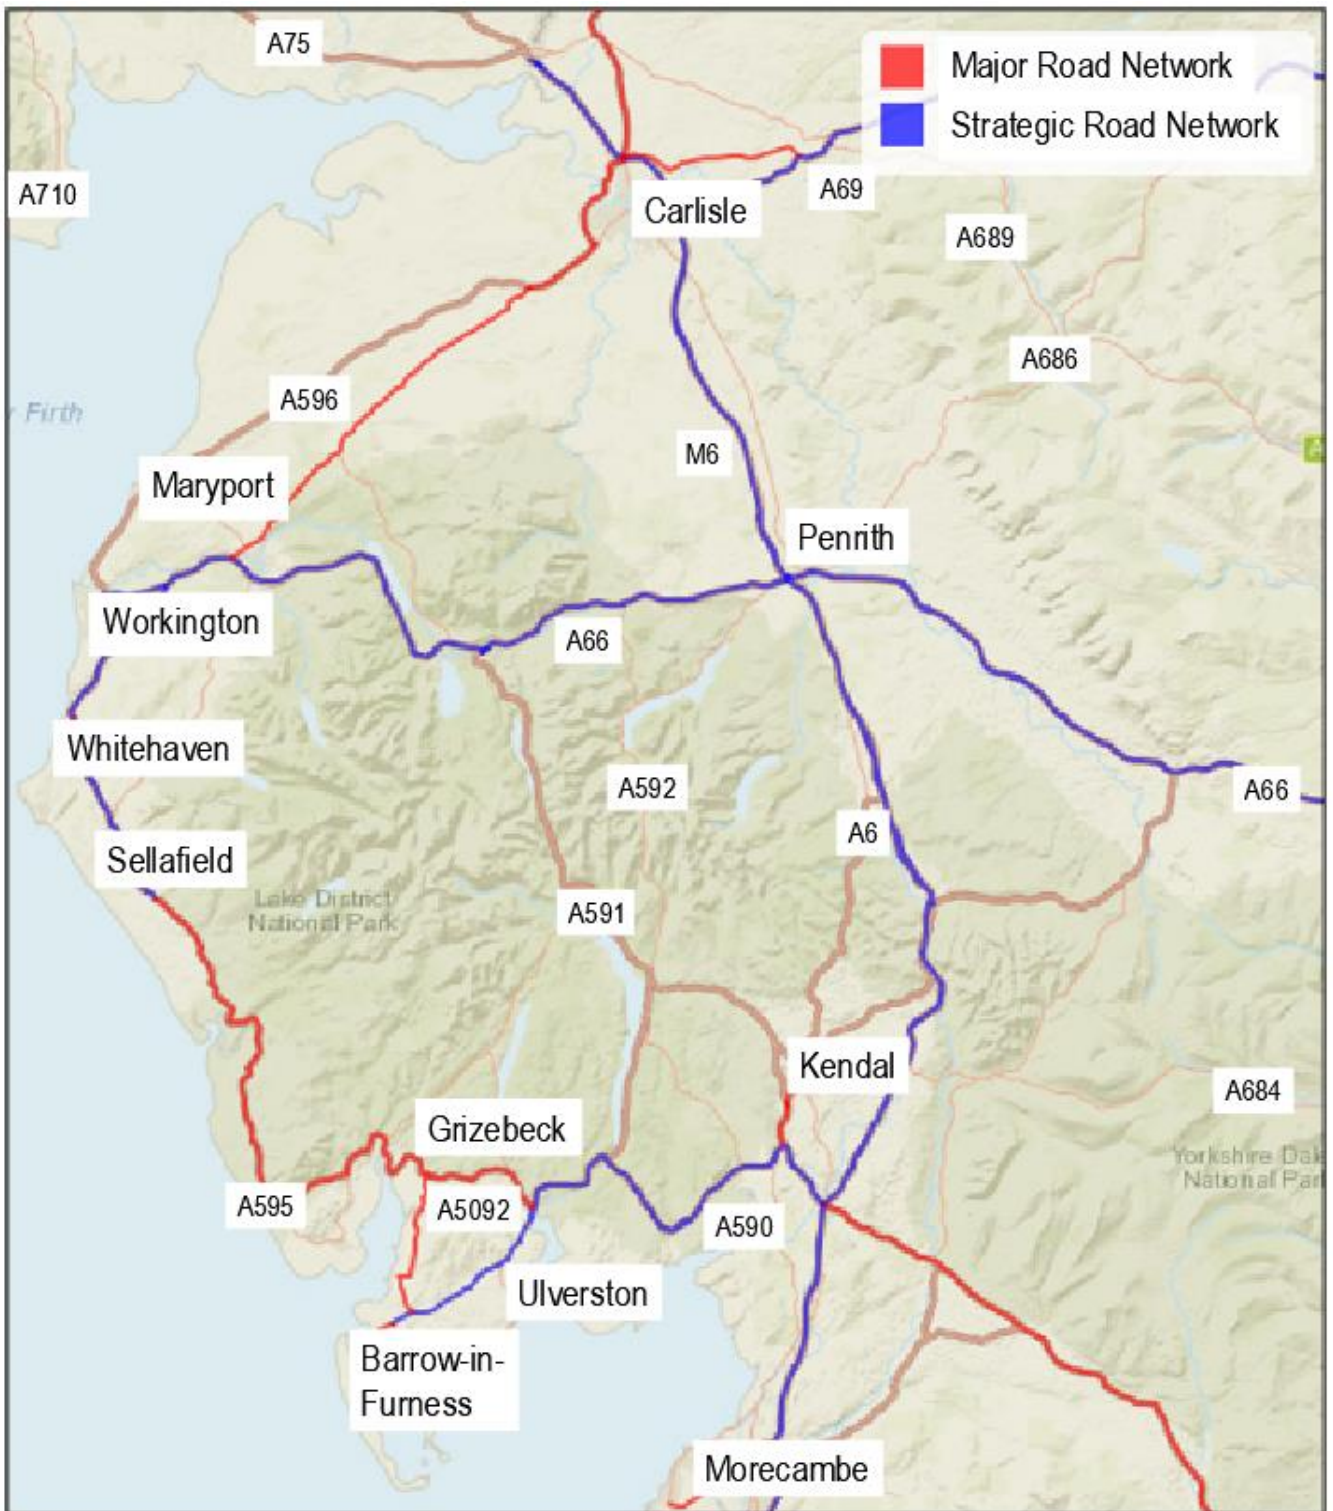 A75
Major Road Network
Strategic Road Network
A710
A69
Carlisle
A689
A686
A596
Firth
M6
Maryport
Penrith
Workington
A66
Whitehaven
A592
A66
A6
Sellafield
Lake District
National Park
A591
Kendal
A684
Grizebeck
Yorkshire Dal
National Par
A595
A5092
A590
Ulverston
Barrow-in-
Furness
Morecambe